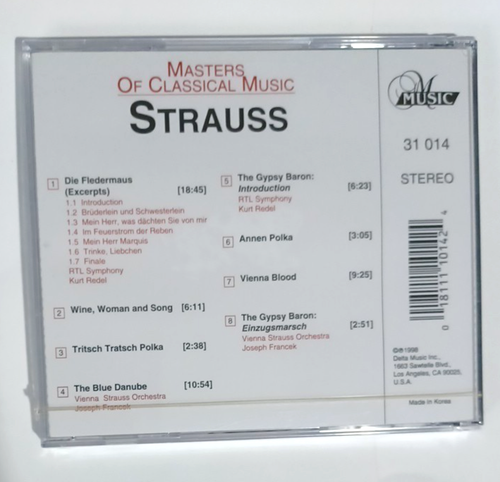 MASTERS
OF CLASSICAL MUSIC
STRAUSS
1 Die Fledermaus
(Excerpts) [18:45]
1.1 Introduction
1.2 Brüderlein und Schwesterlein
1.3 Mein Herr, was dächten Sie von mir
1.4 Im Feuerstrom der Reben
1.5 Mein Herr Marquis
1.6 Trinke, Liebchen
1.7 Finale
RTL Symphony
Kurt Redel
2 Wine, Woman and Song [6:11]
3 Tritsch Tratsch Polka [2:38]
4 The Blue Danube [10:54]
Vienna Strauss Orchestra
Joseph Francek
5 The Gypsy Baron:
Introduction [6:23]
RTL Symphony
Kurt Redel
6 Annen Polka [3:05]
7 Vienna Blood [9:25]
8 The Gypsy Baron:
Einzugsmarsch [2:51]
Vienna Strauss Orchestra
Joseph Francek
M
MUSIC
31 014
STEREO
0 18111 10142 4
©℗1998
Delta Music Inc.,
1663 Sawtelle Blvd.,
Los Angeles, CA 90025,
U.S.A.
Made in Korea